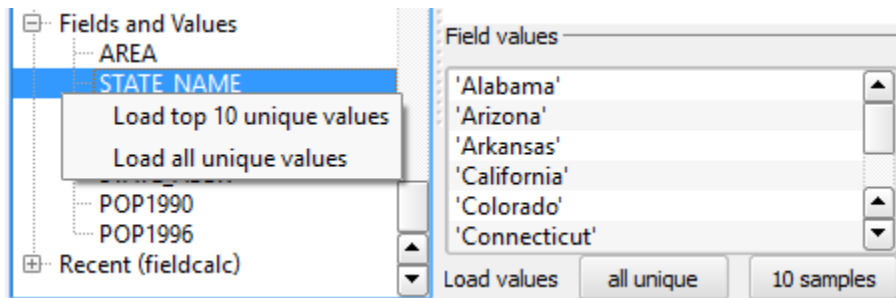 Fields and Values
AREA
STATE_NAME
Load top 10 unique values
Load all unique values
POP1990
POP1996
Recent (fieldcalc)
Field values
'Alabama'
'Arizona'
'Arkansas'
'California'
'Colorado'
'Connecticut'
Load values
all unique
10 samples